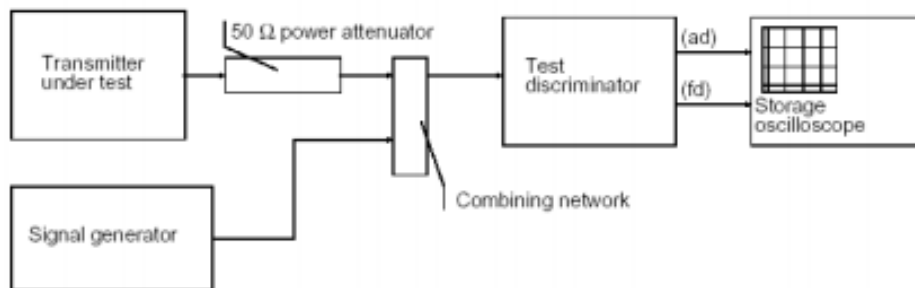 50 Ω power attenuator
Transmitter
under test
Test
discriminator
(ad)
(fd)
Storage
oscilloscope
Combining network
Signal generator